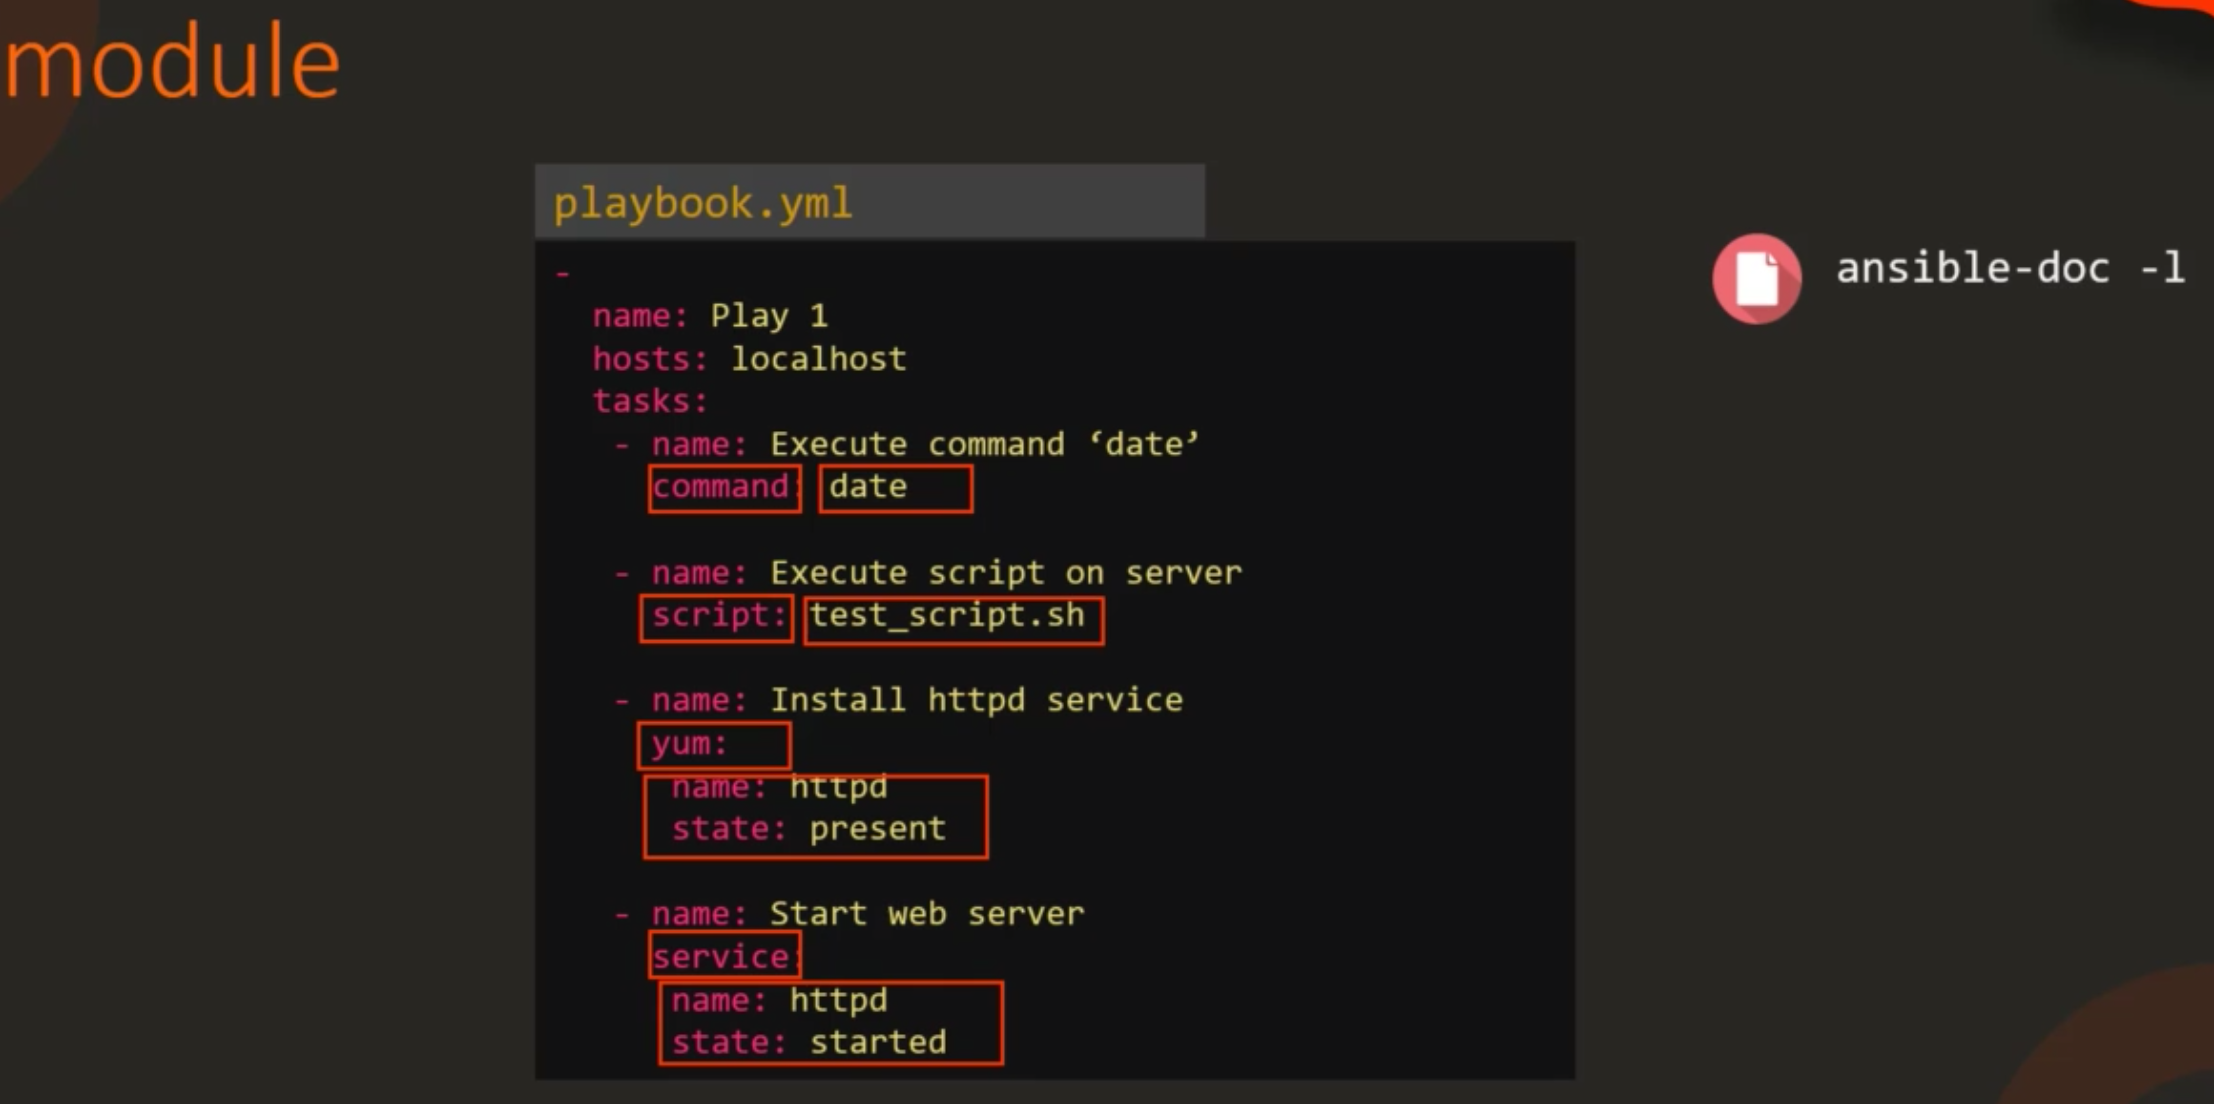 module
playbook.yml
-
name: Play 1
hosts: localhost
tasks:
- name: Execute command ‘date’
command: date
- name: Execute script on server
script: test_script.sh
- name: Install httpd service
yum:
name: httpd
state: present
- name: Start web server
service:
name: httpd
state: started
ansible-doc -l